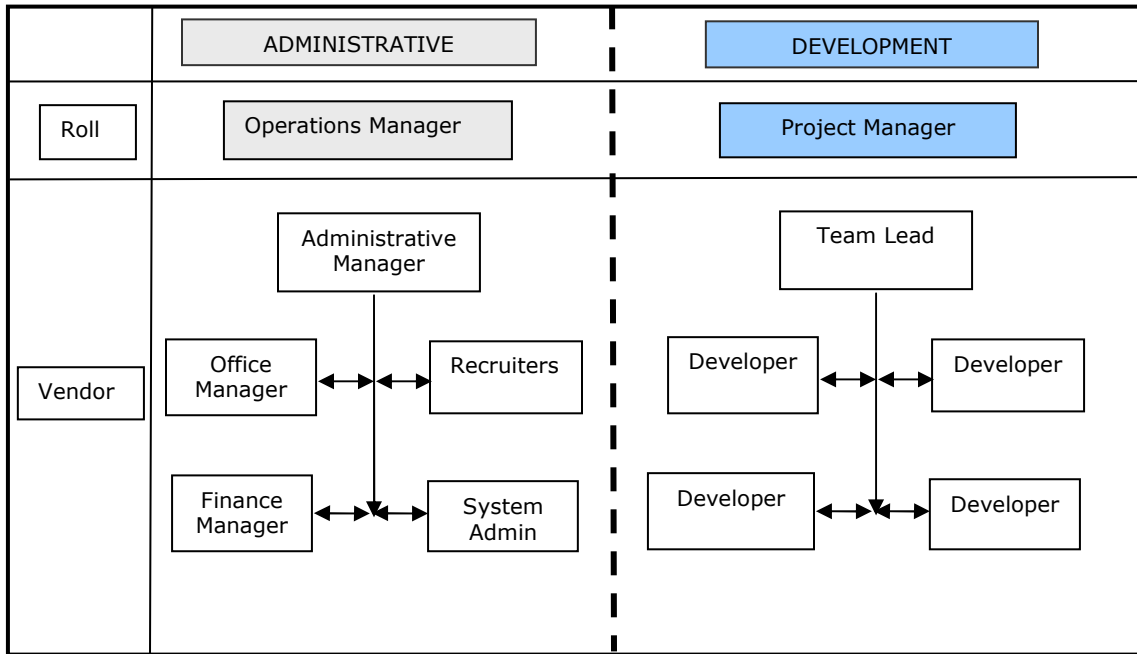 ADMINISTRATIVE
DEVELOPMENT
Roll
Operations Manager
Project Manager
Administrative
Manager
Team Lead
Office
Manager
Recruiters
Developer
Developer
Vendor
Finance
Manager
System
Admin
Developer
Developer